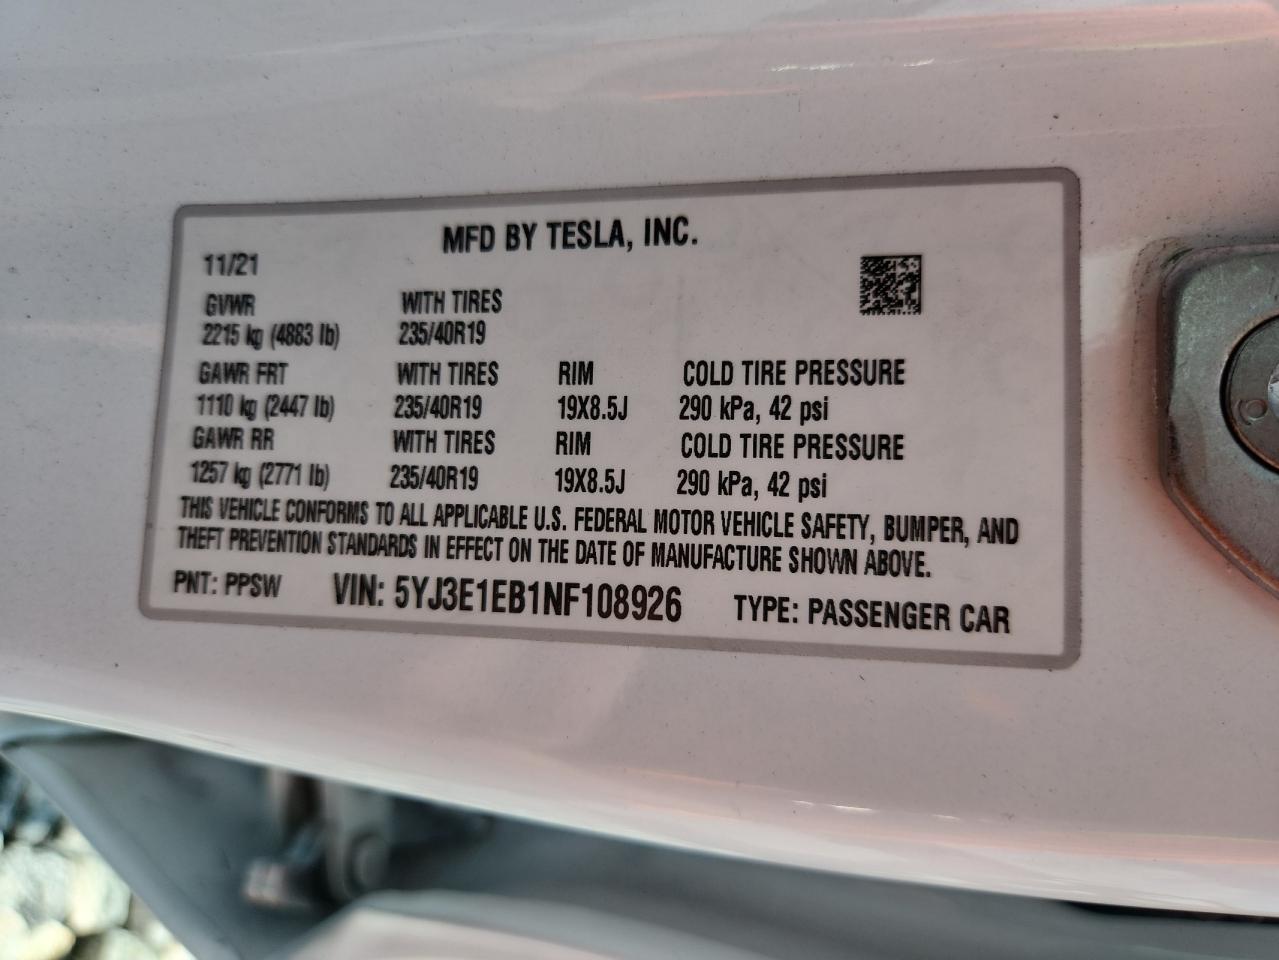 MFD BY TESLA, INC.
11/21
GVWR WITH TIRES
2215 kg (4883 lb) 235/40R19
GAWR FRT WITH TIRES RIM COLD TIRE PRESSURE
1110 kg (2447 lb) 235/40R19 19X8.5J 290 kPa, 42 psi
GAWR RR WITH TIRES RIM COLD TIRE PRESSURE
1257 kg (2771 lb) 235/40R19 19X8.5J 290 kPa, 42 psi
THIS VEHICLE CONFORMS TO ALL APPLICABLE U.S. FEDERAL MOTOR VEHICLE SAFETY, BUMPER, AND
THEFT PREVENTION STANDARDS IN EFFECT ON THE DATE OF MANUFACTURE SHOWN ABOVE.
PNT: PPSW VIN: 5YJ3E1EB1NF108926 TYPE: PASSENGER CAR